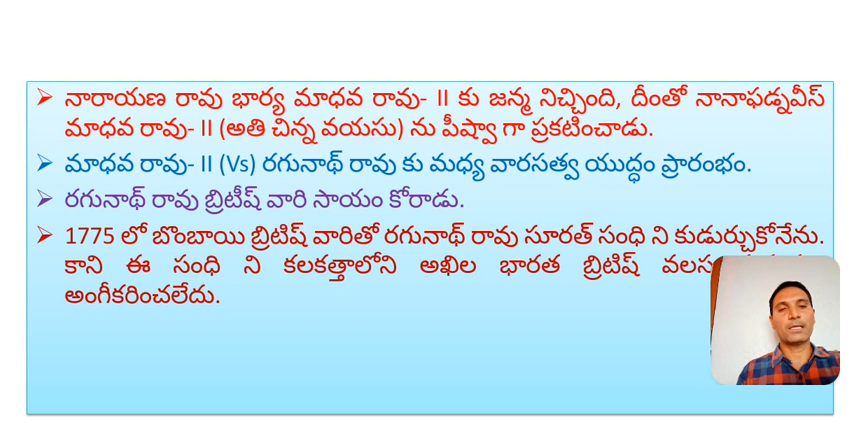 నారాయణ రావు భార్య మాధవ రావు- II కు జన్మ నిచ్చింది, దీంతో నానాఫడ్నవీస్
మాధవ రావు- II (అతి చిన్న వయసు) ను పీష్వా గా ప్రకటించాడు.
మాధవ రావు- II (Vs) రగునాథ్ రావు కు మధ్య వారసత్వ యుద్ధం ప్రారంభం.
రగునాథ్ రావు బ్రిటీష్ వారి సాయం కోరాడు.
1775 లో బొంబాయి బ్రిటిష్ వారితో రగునాథ్ రావు సూరత్ సంధి ని కుడుర్చుకోనేను.
కాని ఈ సంధి ని కలకత్తాలోని అఖిల భారత బ్రిటిష్
అంగీకరించలేదు.